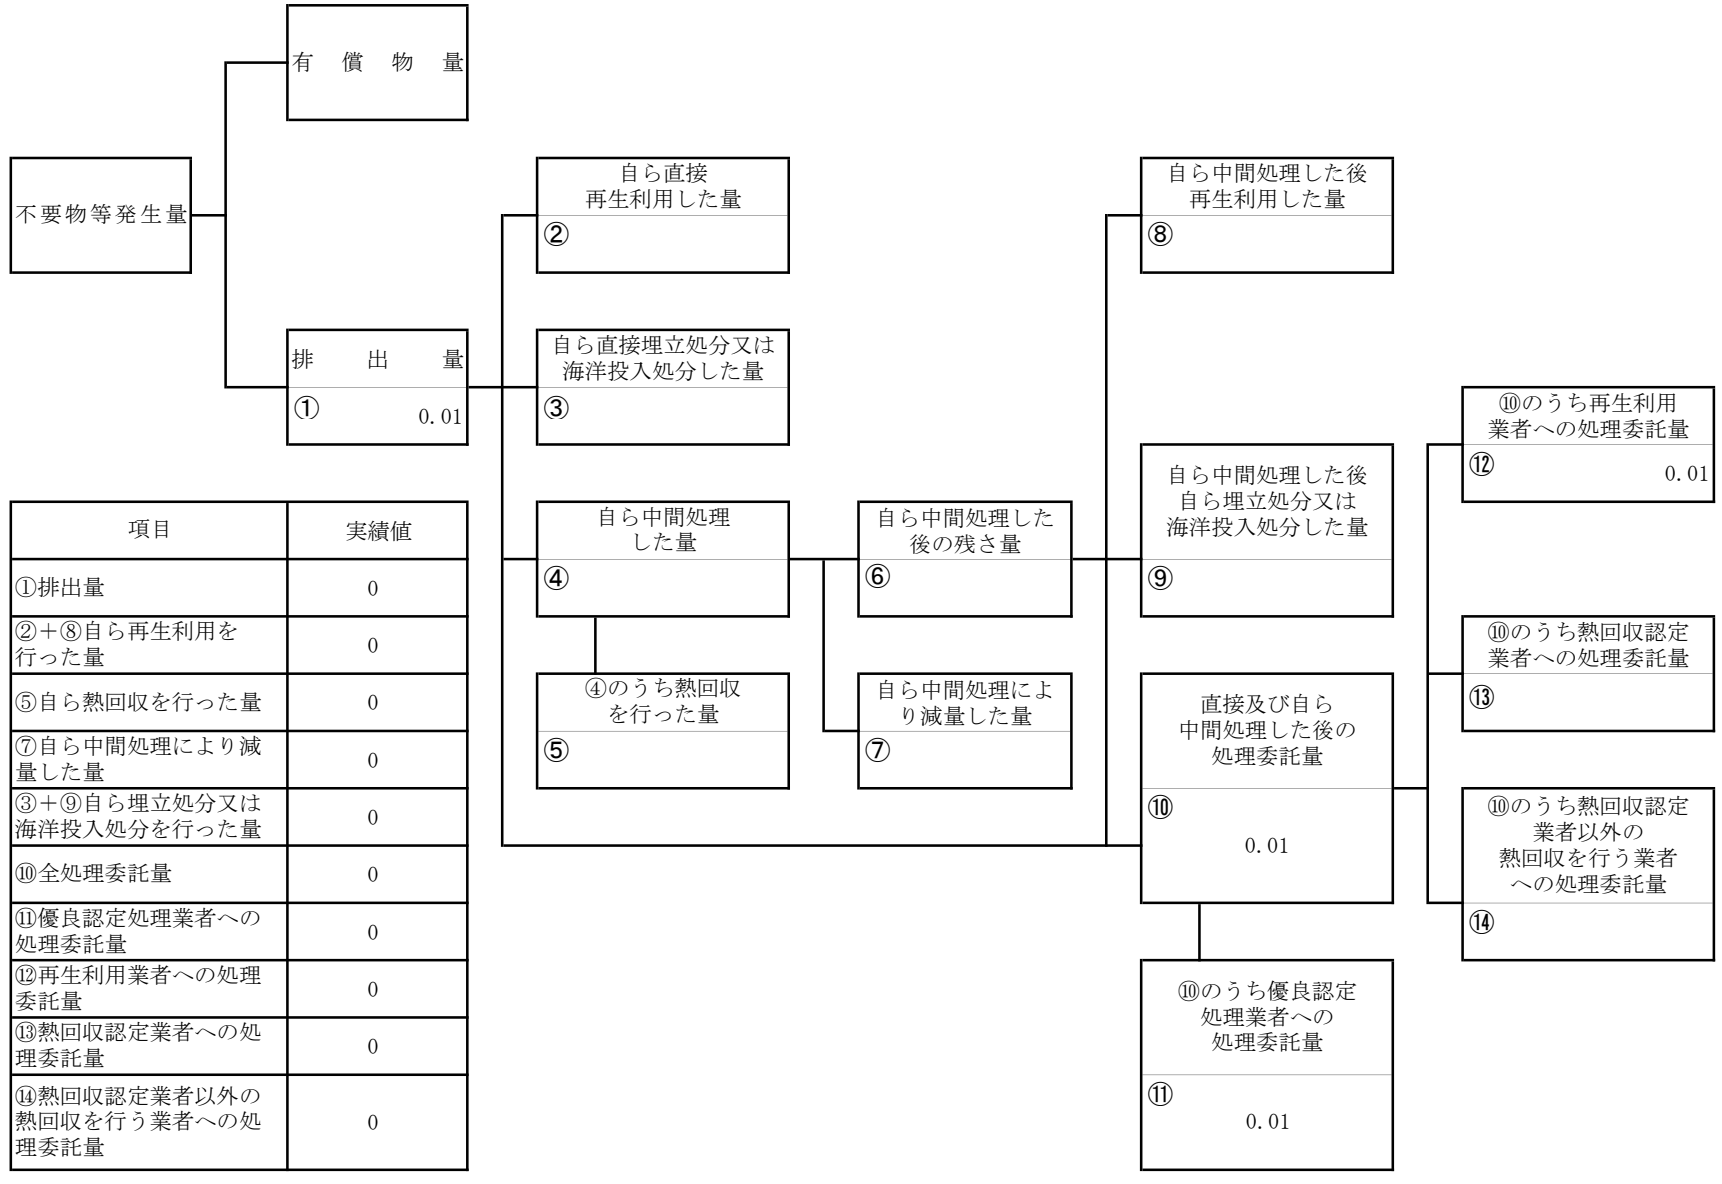 有償物量
不要物等発生量
排出量
①
0.01
自ら直接
再生利用した量
②
自ら直接埋立処分又は
海洋投入処分した量
③
自ら中間処理
した量
④
④のうち熱回収
を行った量
⑤
自ら中間処理した
後の残さ量
⑥
自ら中間処理によ
り減量した量
⑦
自ら中間処理した後
再生利用した量
⑧
自ら中間処理した後
自ら埋立処分又は
海洋投入処分した量
⑨
直接及び自ら
中間処理した後の
処理委託量
⑩
0.01
⑩のうち優良認定
処理業者への
処理委託量
⑪
0.01
⑩のうち再生利用
業者への処理委託量
⑫
0.01
⑩のうち熱回収認定
業者への処理委託量
⑬
⑩のうち熱回収認定
業者以外の
熱回収を行う業者
への処理委託量
⑭
項目 実績値
①排出量 0
②＋⑧自ら再生利用を
行った量 0
⑤自ら熱回収を行った量 0
⑦自ら中間処理により減
量した量 0
③＋⑨自ら埋立処分又は
海洋投入処分を行った量 0
⑩全処理委託量 0
⑪優良認定処理業者への
処理委託量 0
⑫再生利用業者への処理
委託量 0
⑬熱回収認定業者への処
理委託量 0
⑭熱回収認定業者以外の
熱回収を行う業者への処
理委託量 0